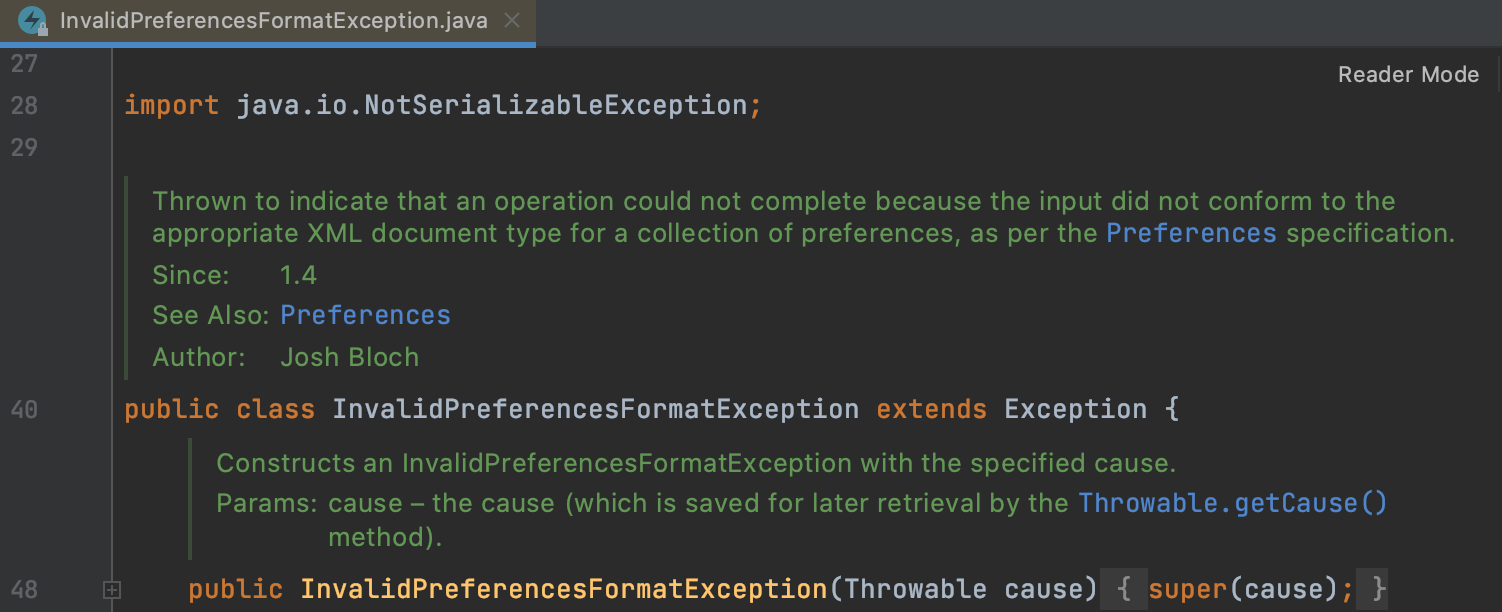 InvalidPreferencesFormatException.java
27
Reader Mode
28 import java.io.NotSerializableException;
29
Thrown to indicate that an operation could not complete because the input did not conform to the
appropriate XML document type for a collection of preferences, as per the Preferences specification.
Since: 1.4
See Also: Preferences
Author: Josh Bloch
40 public class InvalidPreferencesFormatException extends Exception {
Constructs an InvalidPreferencesFormatException with the specified cause.
Params: cause – the cause (which is saved for later retrieval by the Throwable.getCause()
method).
48 public InvalidPreferencesFormatException(Throwable cause) { super(cause); }